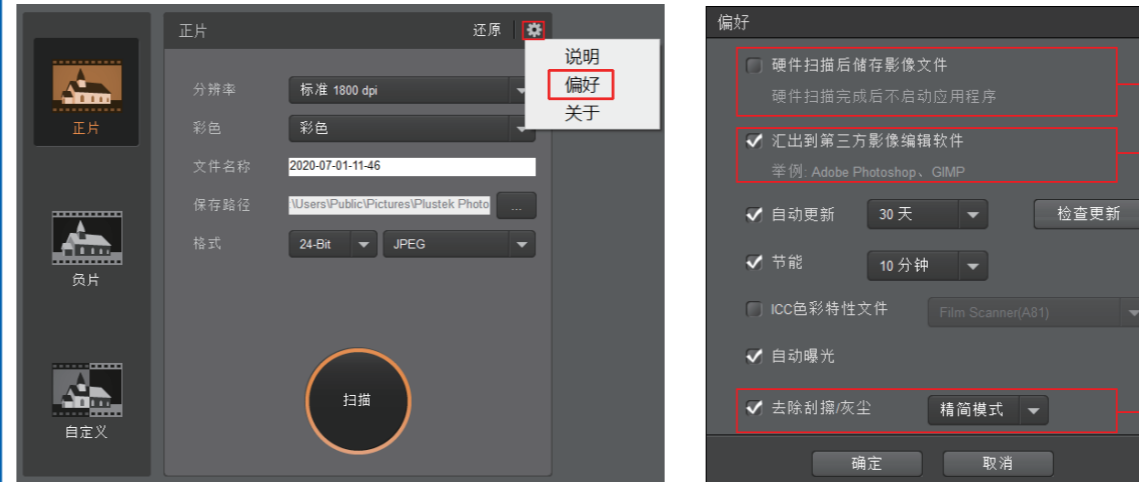 正片
还原
说明
偏好
关于
分辨率
标准 1800 dpi
彩色
彩色
文件名称
2020-07-01-11-46
保存路径
:\Users\Public\Pictures\Plustek Photo
...
格式
24-Bit
JPEG
扫描
正片
负片
自定义
偏好
硬件扫描后储存影像文件
硬件扫描完成后不启动应用程序
汇出到第三方影像编辑软件
举例: Adobe Photoshop、GIMP
自动更新
30 天
检查更新
节能
10 分钟
ICC色彩特性文件
Film Scanner(A81)
自动曝光
去除刮擦/灰尘
精简模式
确定
取消